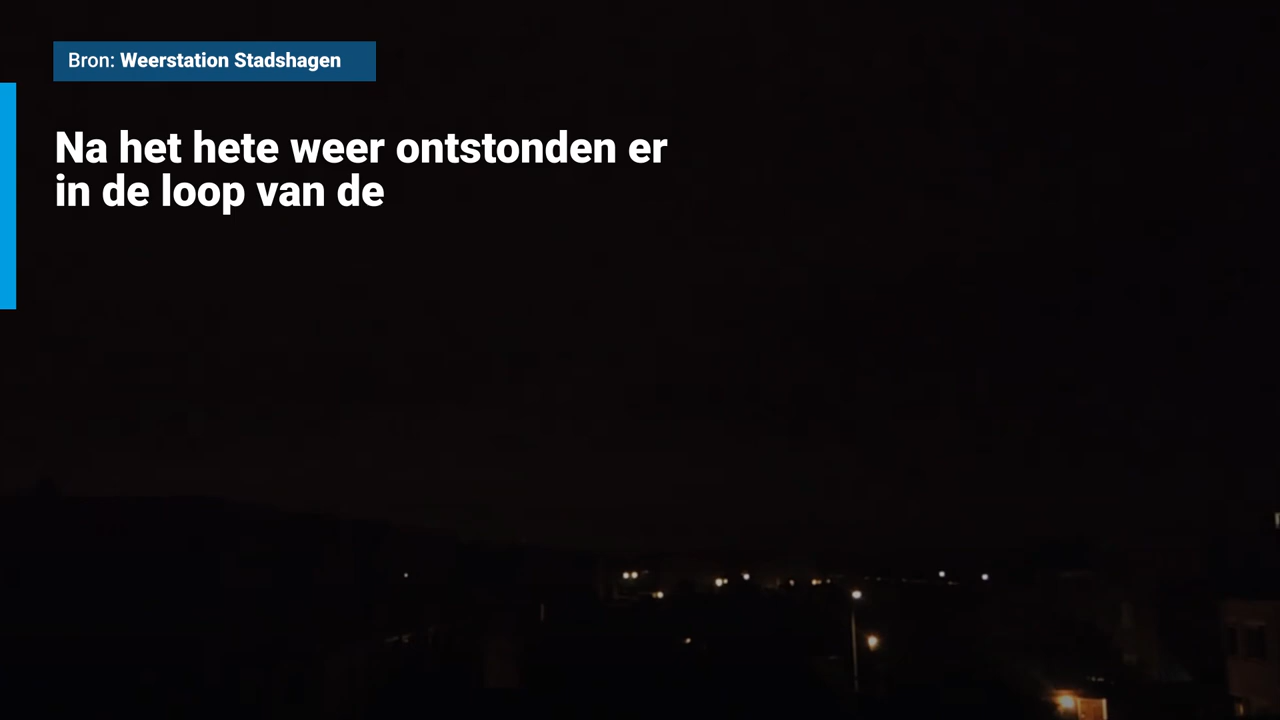 Bron: Weerstation Stadshagen
Na het hete weer ontstonden er
in de loop van de